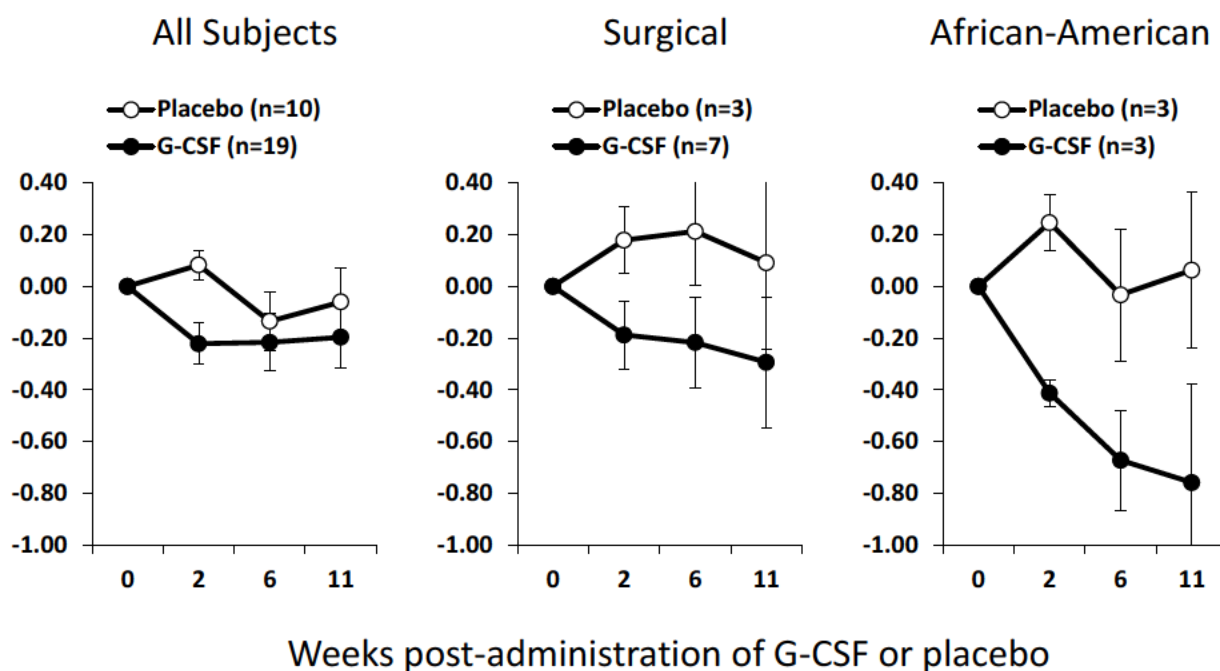 All Subjects
Placebo (n=10)
G-CSF (n=19)
0.40
0.20
0.00
-0.20
-0.40
-0.60
-0.80
-1.00
0 2 6 11
Surgical
Placebo (n=3)
G-CSF (n=7)
0.40
0.20
0.00
-0.20
-0.40
-0.60
-0.80
-1.00
0 2 6 11
African-American
Placebo (n=3)
G-CSF (n=3)
0.40
0.20
0.00
-0.20
-0.40
-0.60
-0.80
-1.00
0 2 6 11
Weeks post-administration of G-CSF or placebo